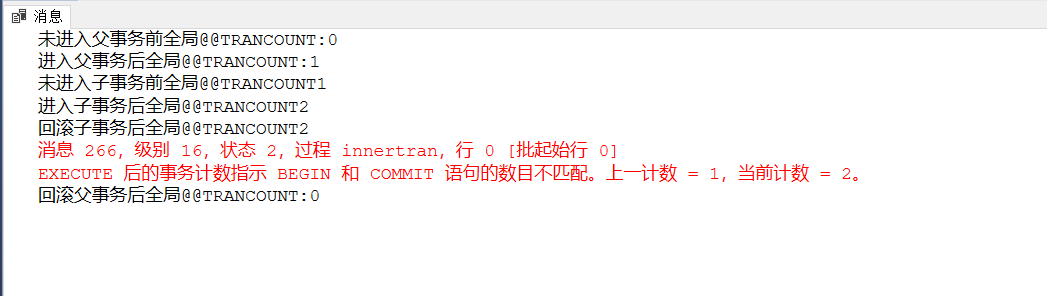 消息
未进入父事务前全局@@TRANCOUNT:0
进入父事务后全局@@TRANCOUNT:1
未进入子事务前全局@@TRANCOUNT1
进入子事务后全局@@TRANCOUNT2
回滚子事务后全局@@TRANCOUNT2
消息 266，级别 16，状态 2，过程 innertran，行 0 [批起始行 0]
EXECUTE 后的事务计数指示 BEGIN 和 COMMIT 语句的数目不匹配。上一计数 = 1，当前计数 = 2。
回滚父事务后全局@@TRANCOUNT:0